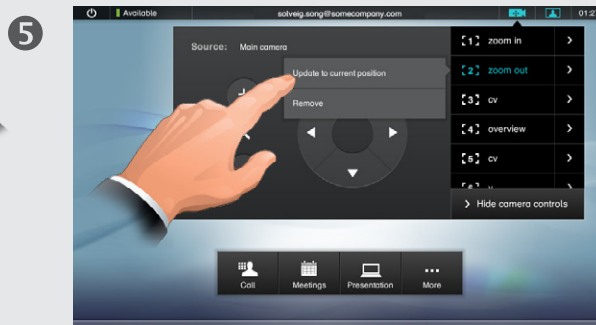 5
Available
solveig.song@somecompany.com
01:2
Source: Main camera
Update to current position
Remove
[1] zoom in >
[2] zoom out >
[3] cv >
[4] overview >
[5] cv >
> Hide camera controls
Call
Meetings
Presentation
More